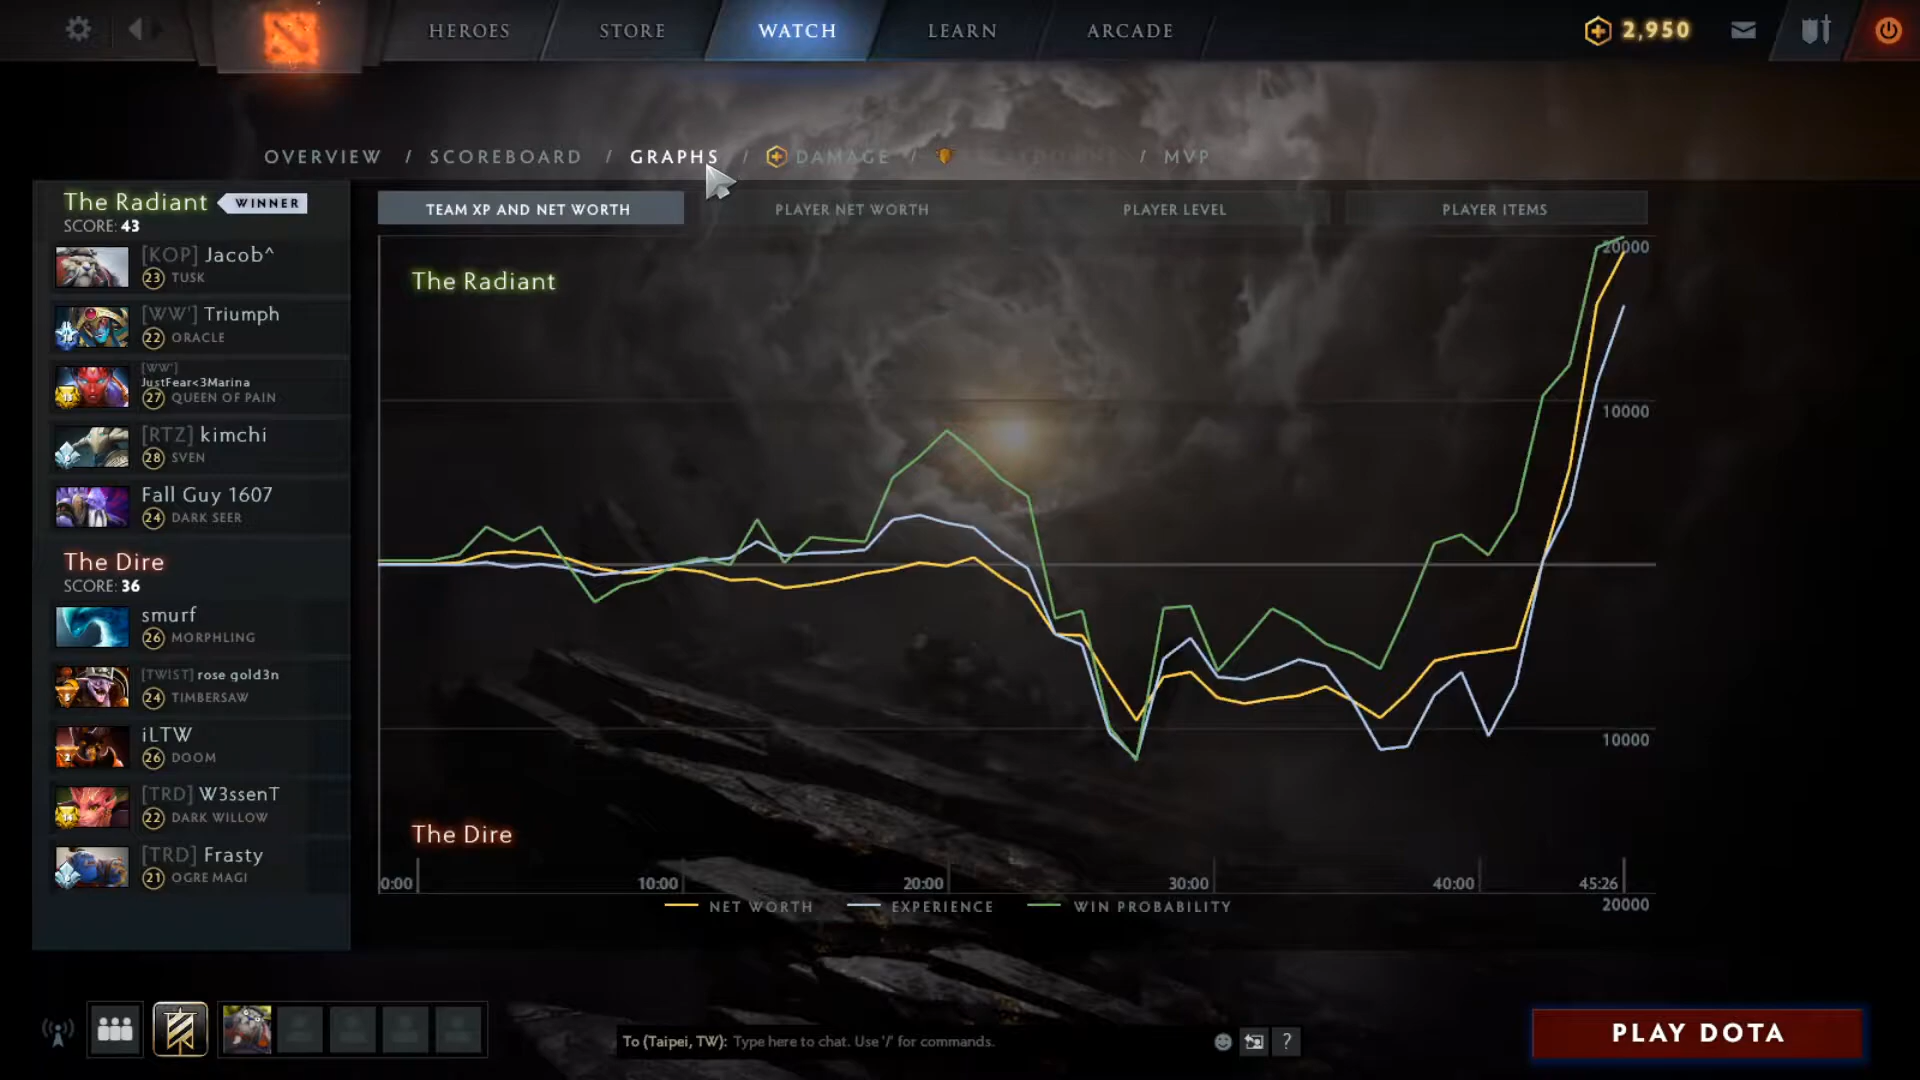 HEROES
STORE
WATCH
LEARN
ARCADE
2,950
OVERVIEW / SCOREBOARD / GRAPHS / DAMAGE / / MVP
The Radiant WINNER
SCORE: 43
[KOP] Jacob^
23 TUSK
[WW'] Triumph
22 ORACLE
[WW']
JustFear<3Marina
27 QUEEN OF PAIN
[RTZ] kimchi
28 SVEN
Fall Guy 1607
24 DARK SEER
The Dire
SCORE: 36
smurf
26 MORPHLING
[TWIST] rose gold3n
24 TIMBERSAW
iLTW
26 DOOM
[TRD] W3ssenT
22 DARK WILLOW
[TRD] Frasty
21 OGRE MAGI
TEAM XP AND NET WORTH
PLAYER NET WORTH
PLAYER LEVEL
PLAYER ITEMS
The Radiant
20000
10000
10000
The Dire
0:00 10:00 20:00 30:00 40:00 45:26
20000
NET WORTH EXPERIENCE WIN PROBABILITY
To (Taipei, TW): Type here to chat. Use '/' for commands.
?
PLAY DOTA